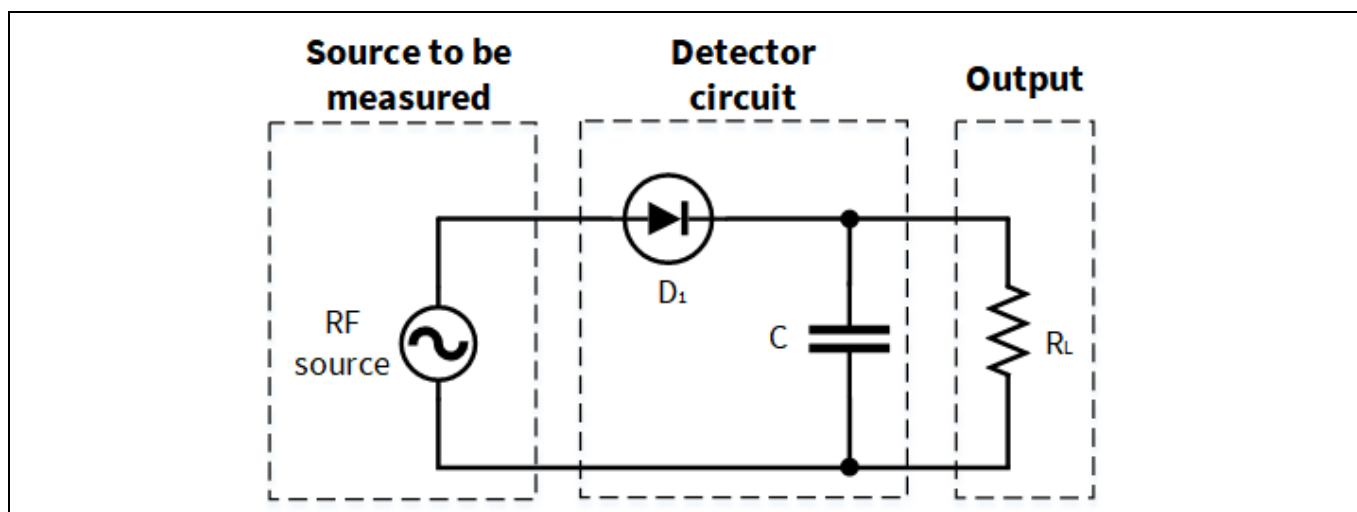 Source to be
measured
Detector
circuit
Output
RF
source
D₁
C
RL